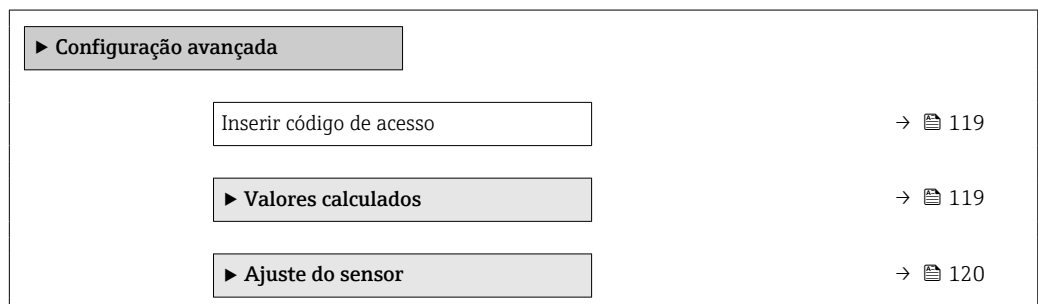 ▶ Configuração avançada
Inserir código de acesso → 119
▶ Valores calculados → 119
▶ Ajuste do sensor → 120